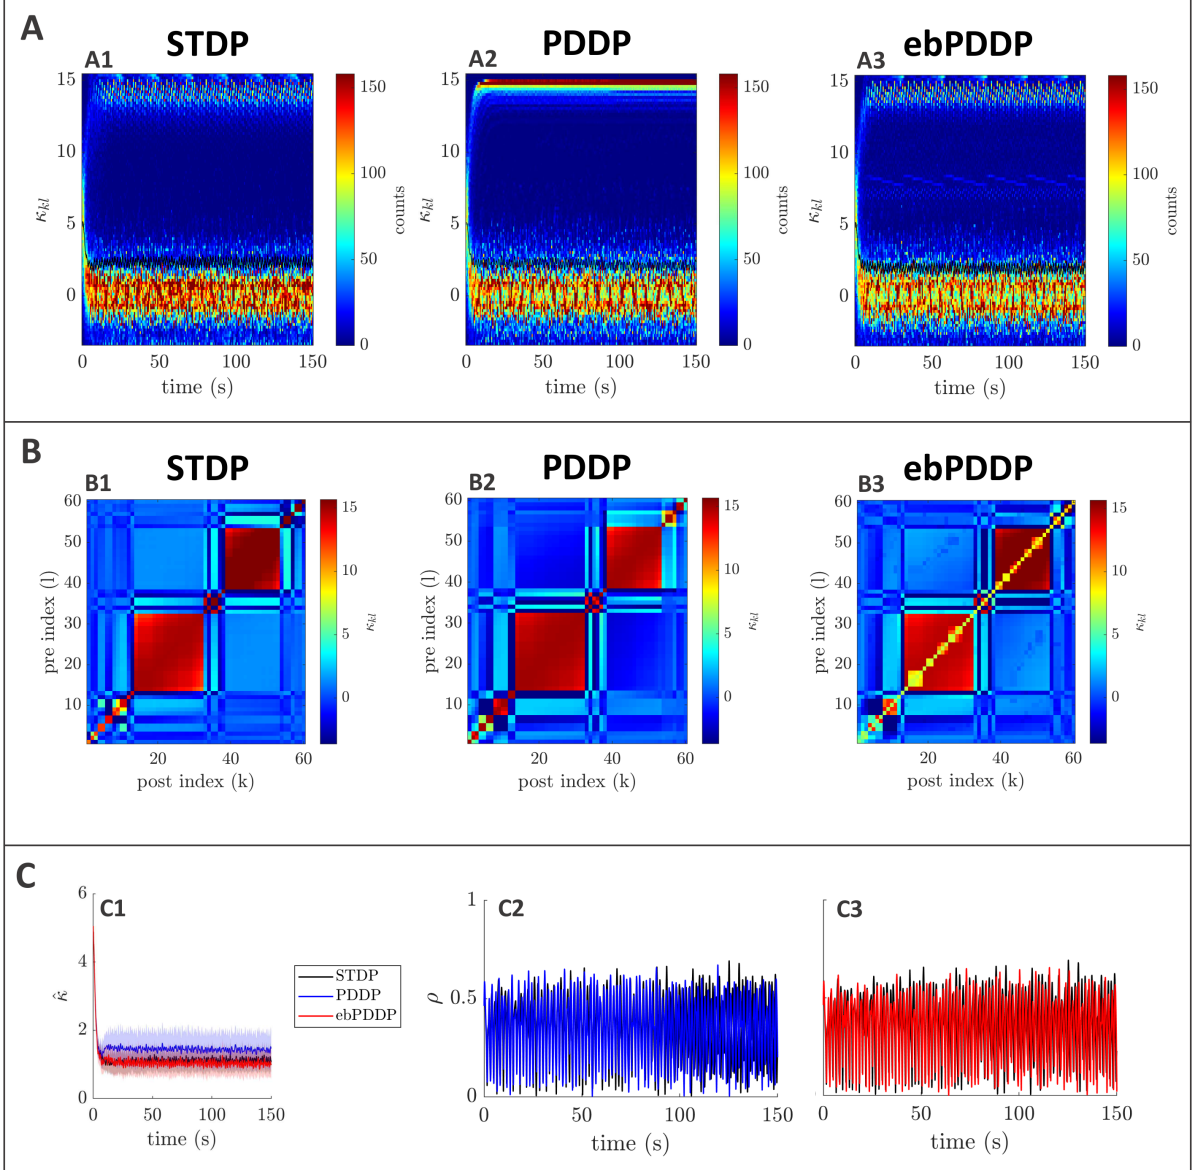 A
STDP
PDDP
ebPDDP
A1
A2
A3
15
10
5
0
κkl
0
50
100
150
time (s)
150
100
50
0
counts
15
10
5
0
κkl
0
50
100
150
time (s)
150
100
50
0
counts
15
10
5
0
κkl
0
50
100
150
time (s)
150
100
50
0
counts
B
STDP
PDDP
ebPDDP
B1
B2
B3
60
50
40
30
20
10
pre index (l)
20
40
60
post index (k)
15
10
5
0
κkl
60
50
40
30
20
10
pre index (l)
20
40
60
post index (k)
15
10
5
0
κkl
60
50
40
30
20
10
pre index (l)
20
40
60
post index (k)
15
10
5
0
κkl
C
C1
6
4
2
0
κ̂
0
50
100
150
time (s)
STDP
PDDP
ebPDDP
C2
1
0.5
0
ρ
0
50
100
150
time (s)
C3
0
50
100
150
time (s)